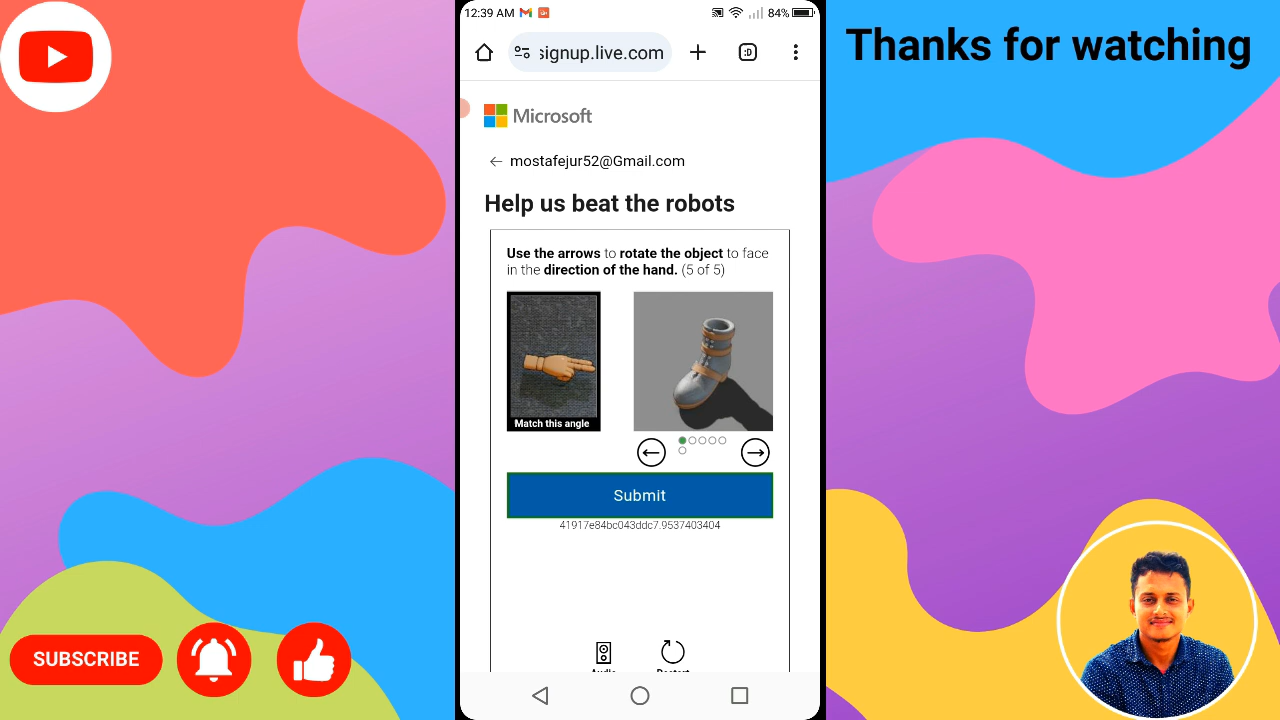 12:39 AM
84%
signup.live.com
:D
Microsoft
mostafejur52@Gmail.com
Help us beat the robots
Use the arrows to rotate the object to face
in the direction of the hand. (5 of 5)
Match this angle
Submit
41917e84bc043ddc7.9537403404
Thanks for watching
SUBSCRIBE